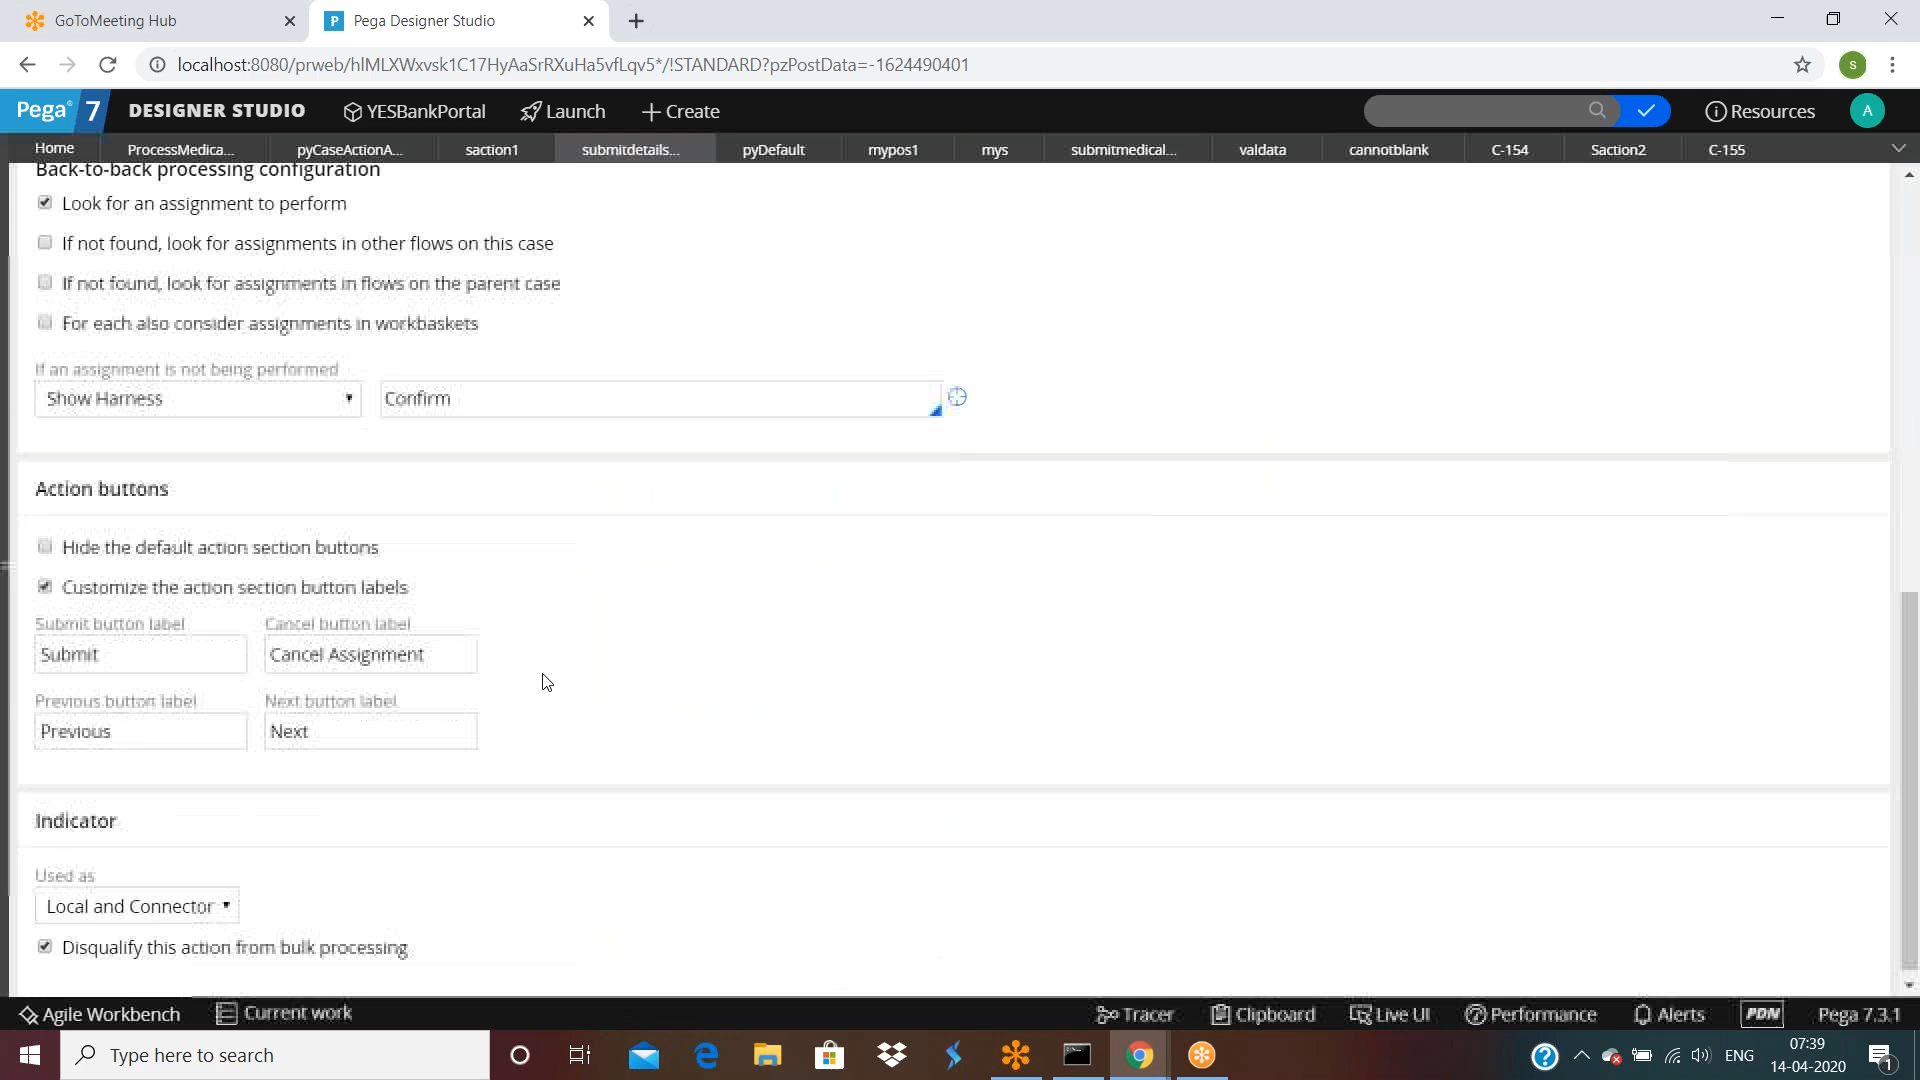 GoToMeeting Hub
Pega Designer Studio
localhost:8080/prweb/hIMLXWxvsk1C17HyAaSrRXuHa5vfLqv5*/!STANDARD?pzPostData=-1624490401
s
Pega 7 DESIGNER STUDIO YESBankPortal Launch Create Resources A
Home ProcessMedica... pyCaseActionA... saction1 submitdetails... pyDefault mypos1 mys submitmedical... valdata cannotblank C-154 Saction2 C-155
Back-to-back processing configuration
Look for an assignment to perform
If not found, look for assignments in other flows on this case
If not found, look for assignments in flows on the parent case
For each also consider assignments in workbaskets
If an assignment is not being performed
Show Harness Confirm
Action buttons
Hide the default action section buttons
Customize the action section button labels
Submit button label Cancel button label
Submit Cancel Assignment
Previous button label Next button label
Previous Next
Indicator
Used as
Local and Connector
Disqualify this action from bulk processing
Agile Workbench Current work Tracer Clipboard Live UI Performance Alerts PDN Pega 7.3.1
Type here to search
ENG
07:39
14-04-2020
1